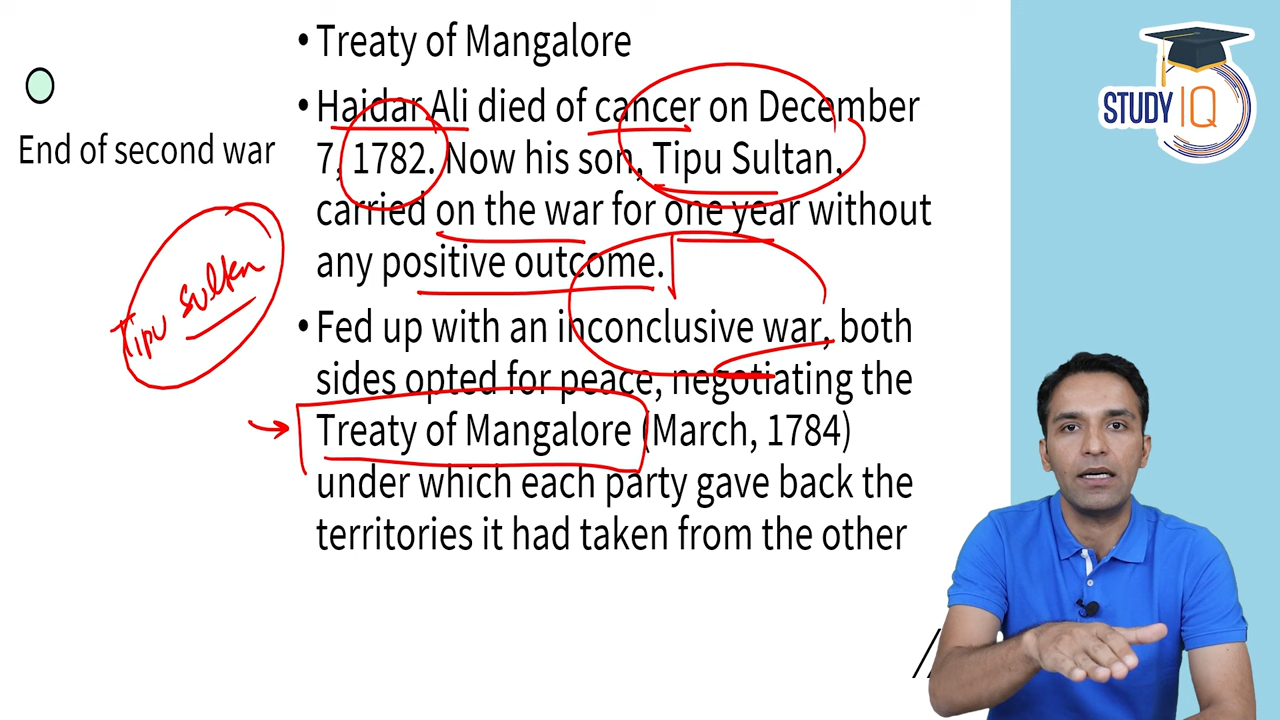 • Treaty of Mangalore
• Haidar Ali died of cancer on December
7, 1782. Now his son, Tipu Sultan,
carried on the war for one year without
any positive outcome.
• Fed up with an inconclusive war, both
sides opted for peace, negotiating the
Treaty of Mangalore (March, 1784)
under which each party gave back the
territories it had taken from the other
End of second war
Tipu Sultan
STUDY IQ
//